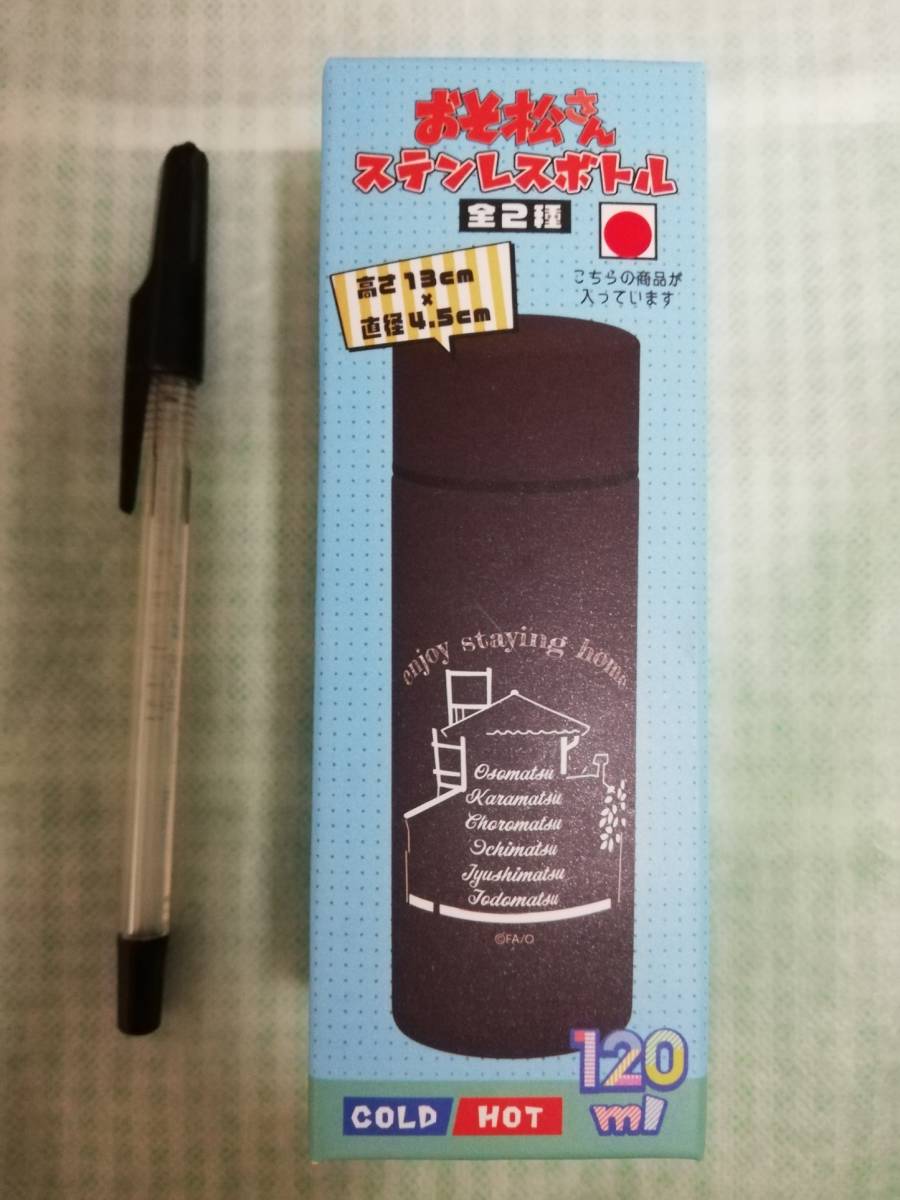 おそ松さん
ステンレスボトル
全2種
こちらの商品が
入っています
高さ13cm
×
直径4.5cm
enjoy staying home
Osomatsu
Karamatsu
Choromatsu
Ichimatsu
Jyushimatsu
Todomatsu
©FA/O
120
ml
COLD HOT